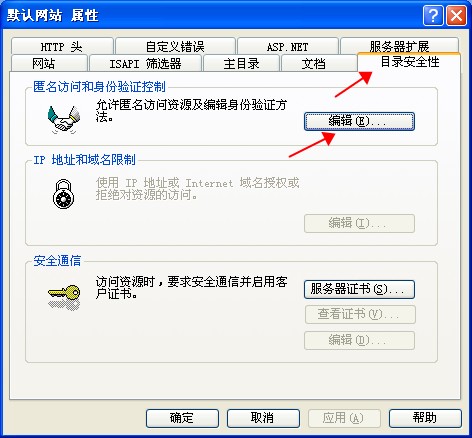 默认网站 属性
HTTP 头
自定义错误
ASP.NET
服务器扩展
网站
ISAPI 筛选器
主目录
文档
目录安全性
匿名访问和身份验证控制
允许匿名访问资源及编辑身份验证方
法。
编辑(E)...
IP 地址和域名限制
使用 IP 地址或 Internet 域名授权或
拒绝对资源的访问。
编辑(I)...
安全通信
访问资源时，要求安全通信并启用客
户证书。
服务器证书(S)...
查看证书(V)...
编辑(D)...
确定
取消
应用(A)
帮助